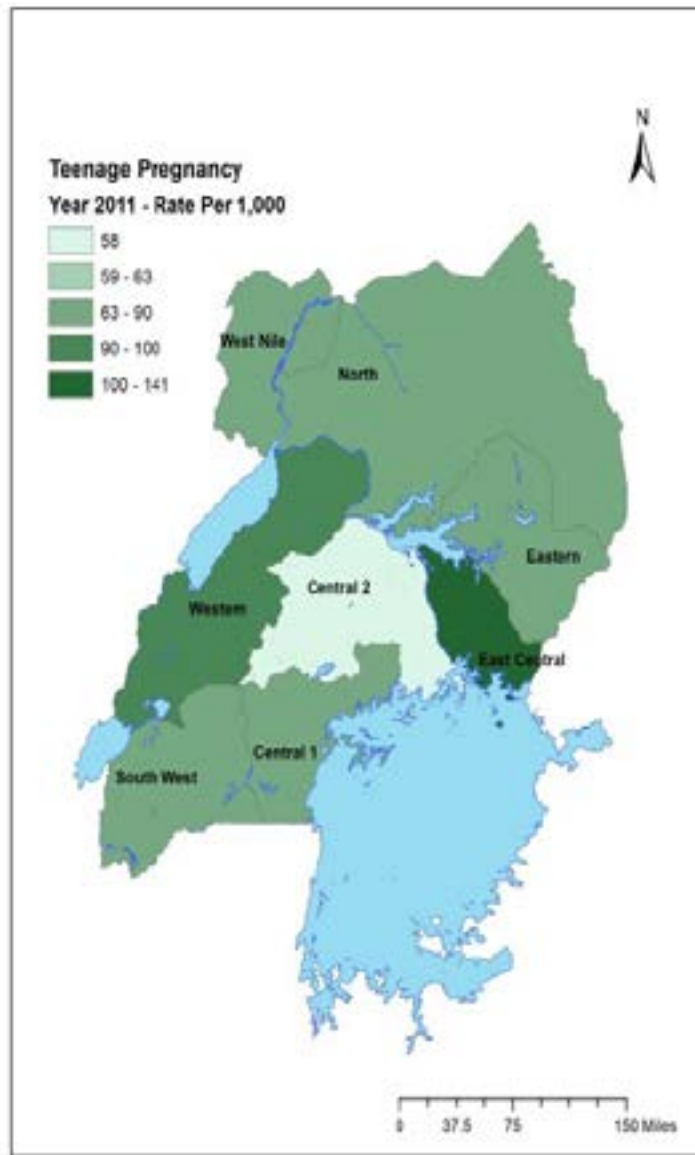 N
Teenage Pregnancy
Year 2011 - Rate Per 1,000
58
59 - 63
63 - 90
90 - 100
100 - 141
West Nile
North
Eastern
Central 2
Western
East Central
Central 1
South West
0 37.5 75 150 Miles